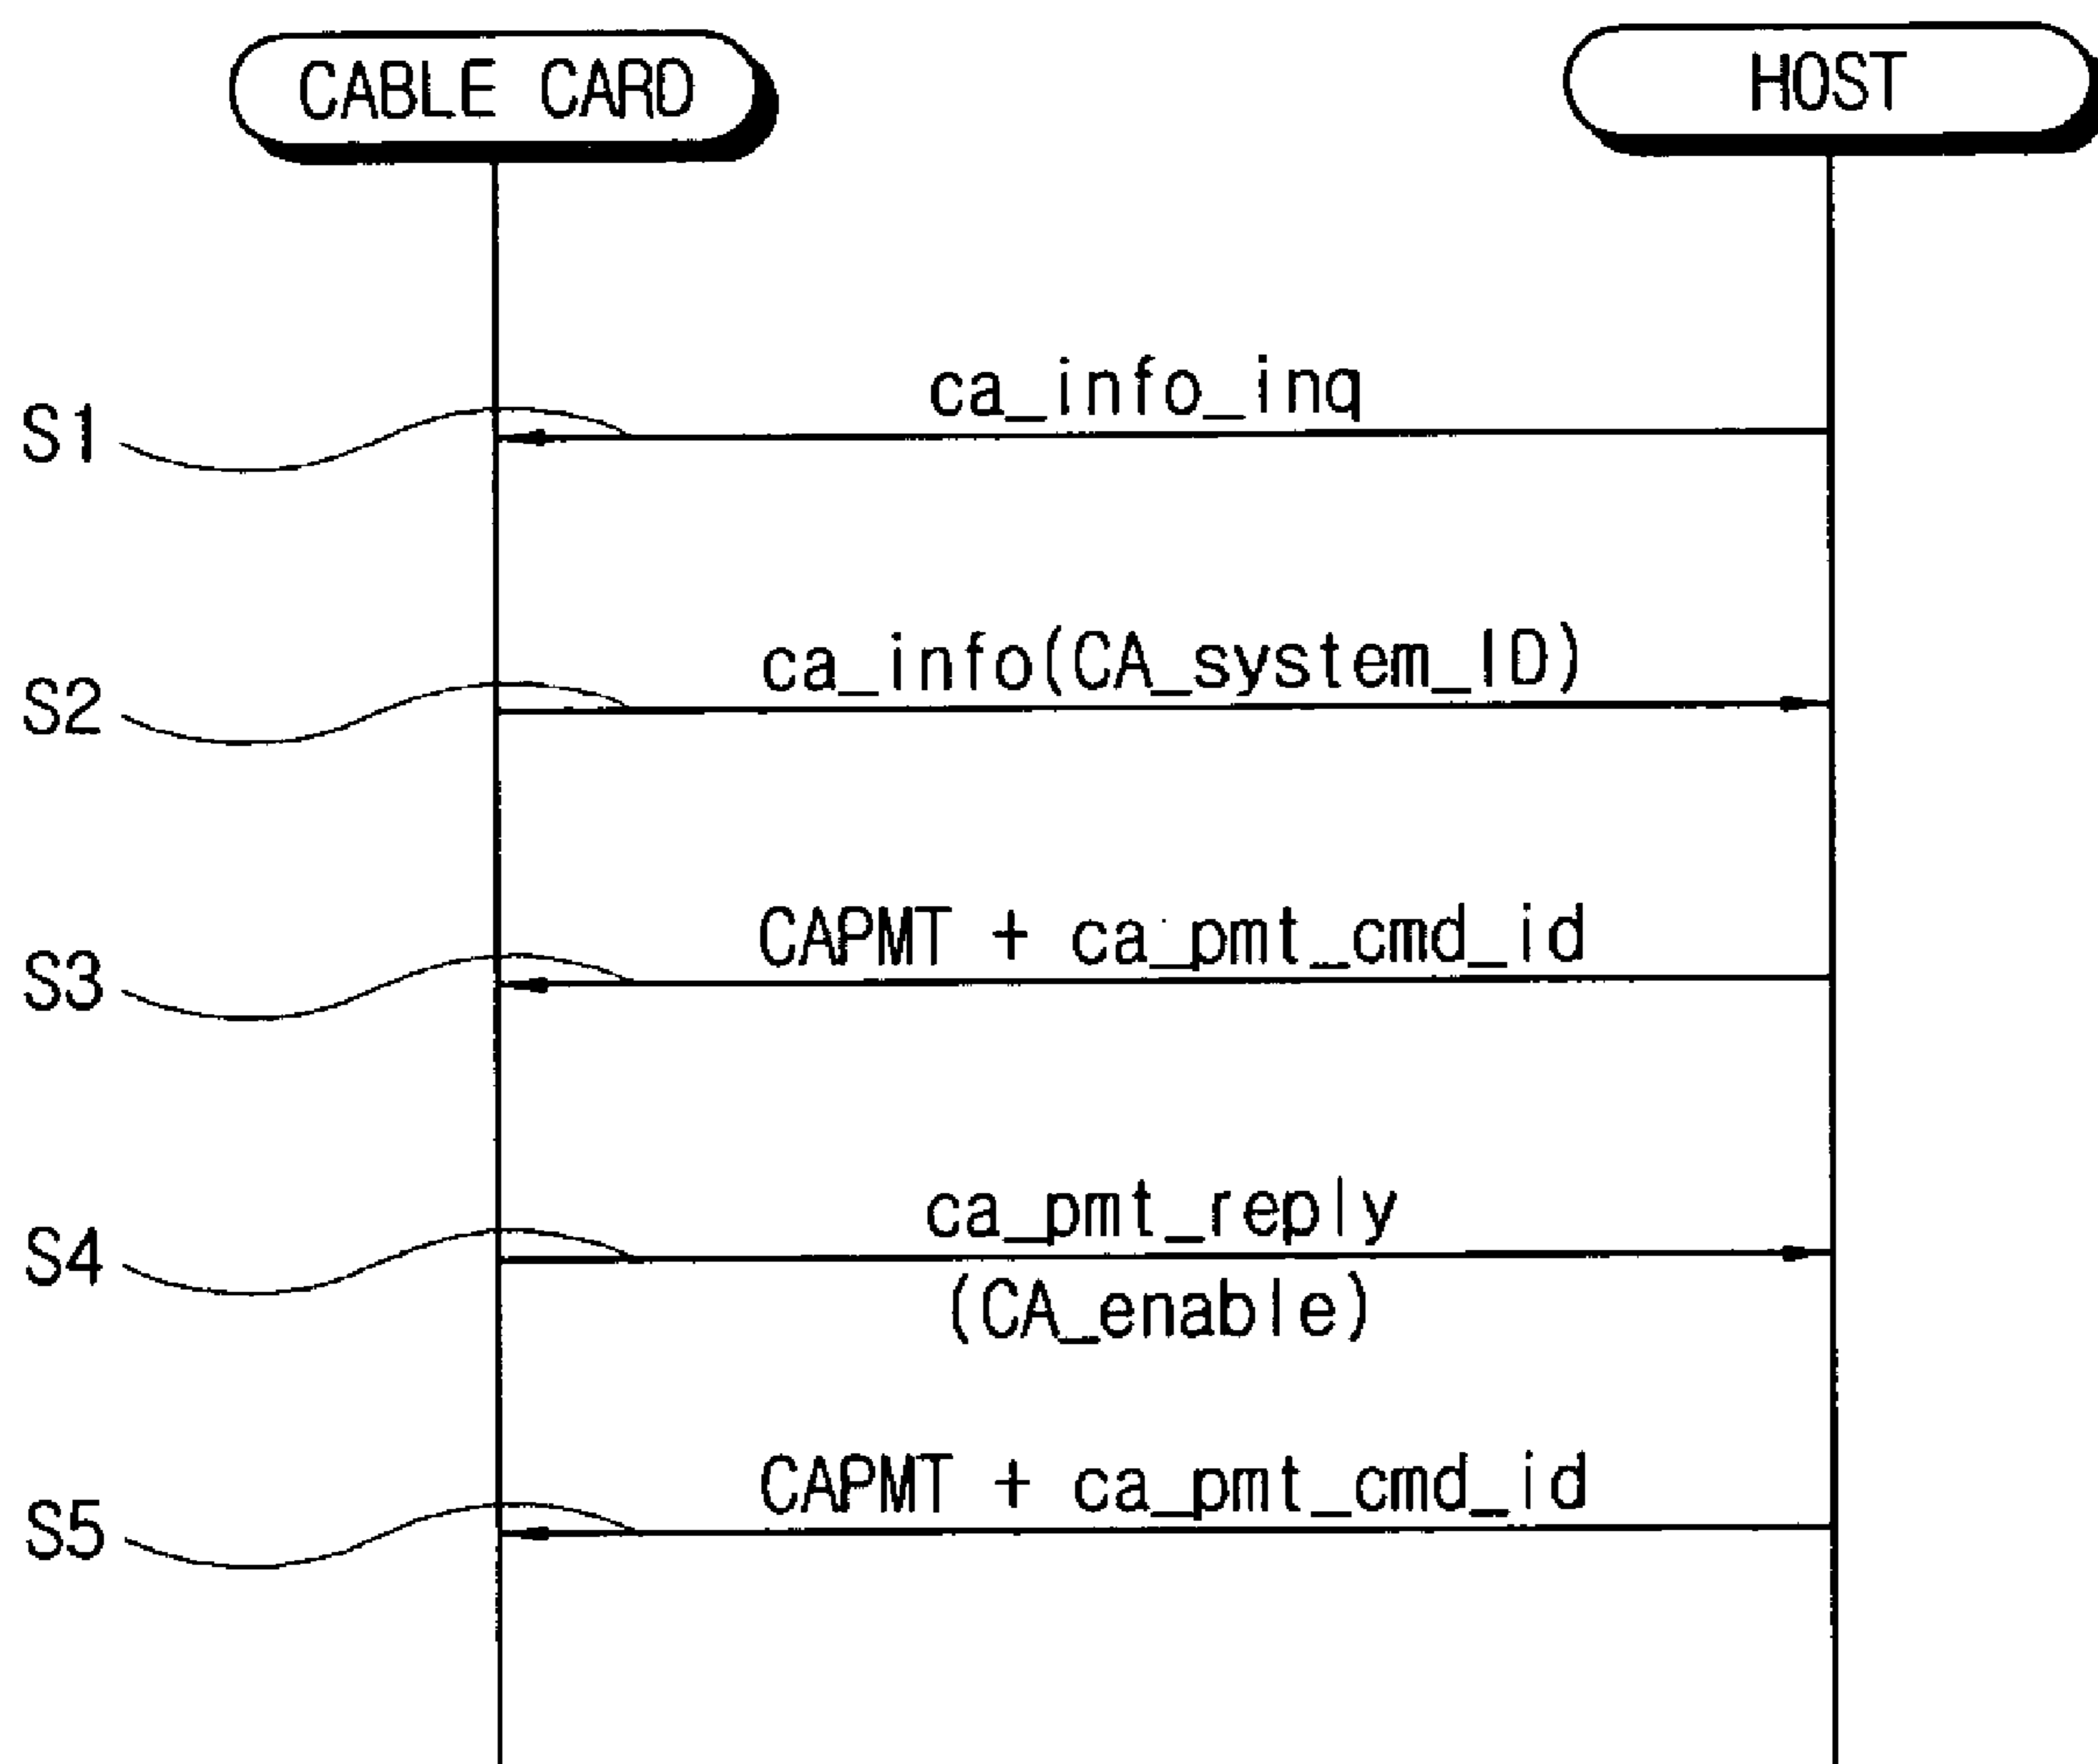 CABLE CARD
HOST
ca_info_inq
S1
ca_info(CA_system_ID)
S2
CAPMT + ca_pmt_cmd_id
S3
ca_pmt_reply
S4
(CA_enable)
CAPMT + ca_pmt_cmd_id
S5